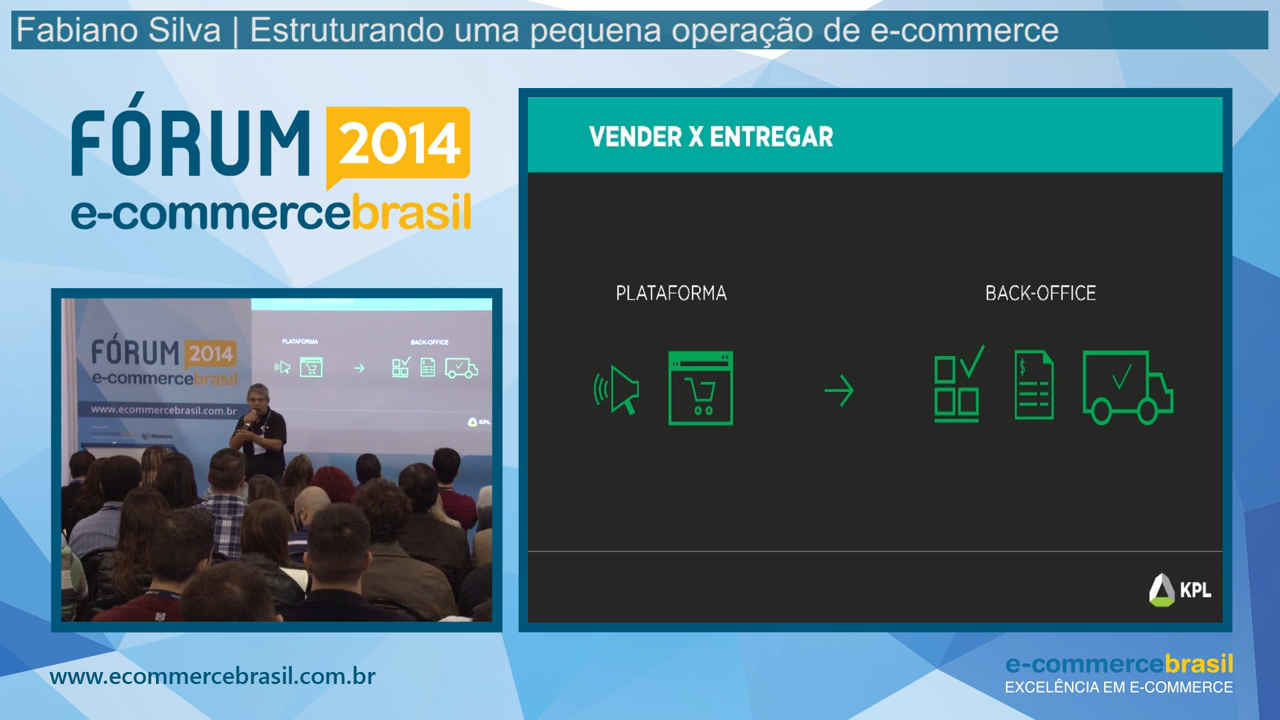 Fabiano Silva | Estruturando uma pequena operação de e-commerce
FÓRUM 2014
e-commercebrasil
VENDER X ENTREGAR
PLATAFORMA
BACK-OFFICE
$
KPL
PLATAFORMA
BACK-OFFICE
FÓRUM 2014
e-commercebrasil
www.ecommercebrasil.com.br
KPL
www.ecommercebrasil.com.br
e-commercebrasil
EXCELÊNCIA EM E-COMMERCE